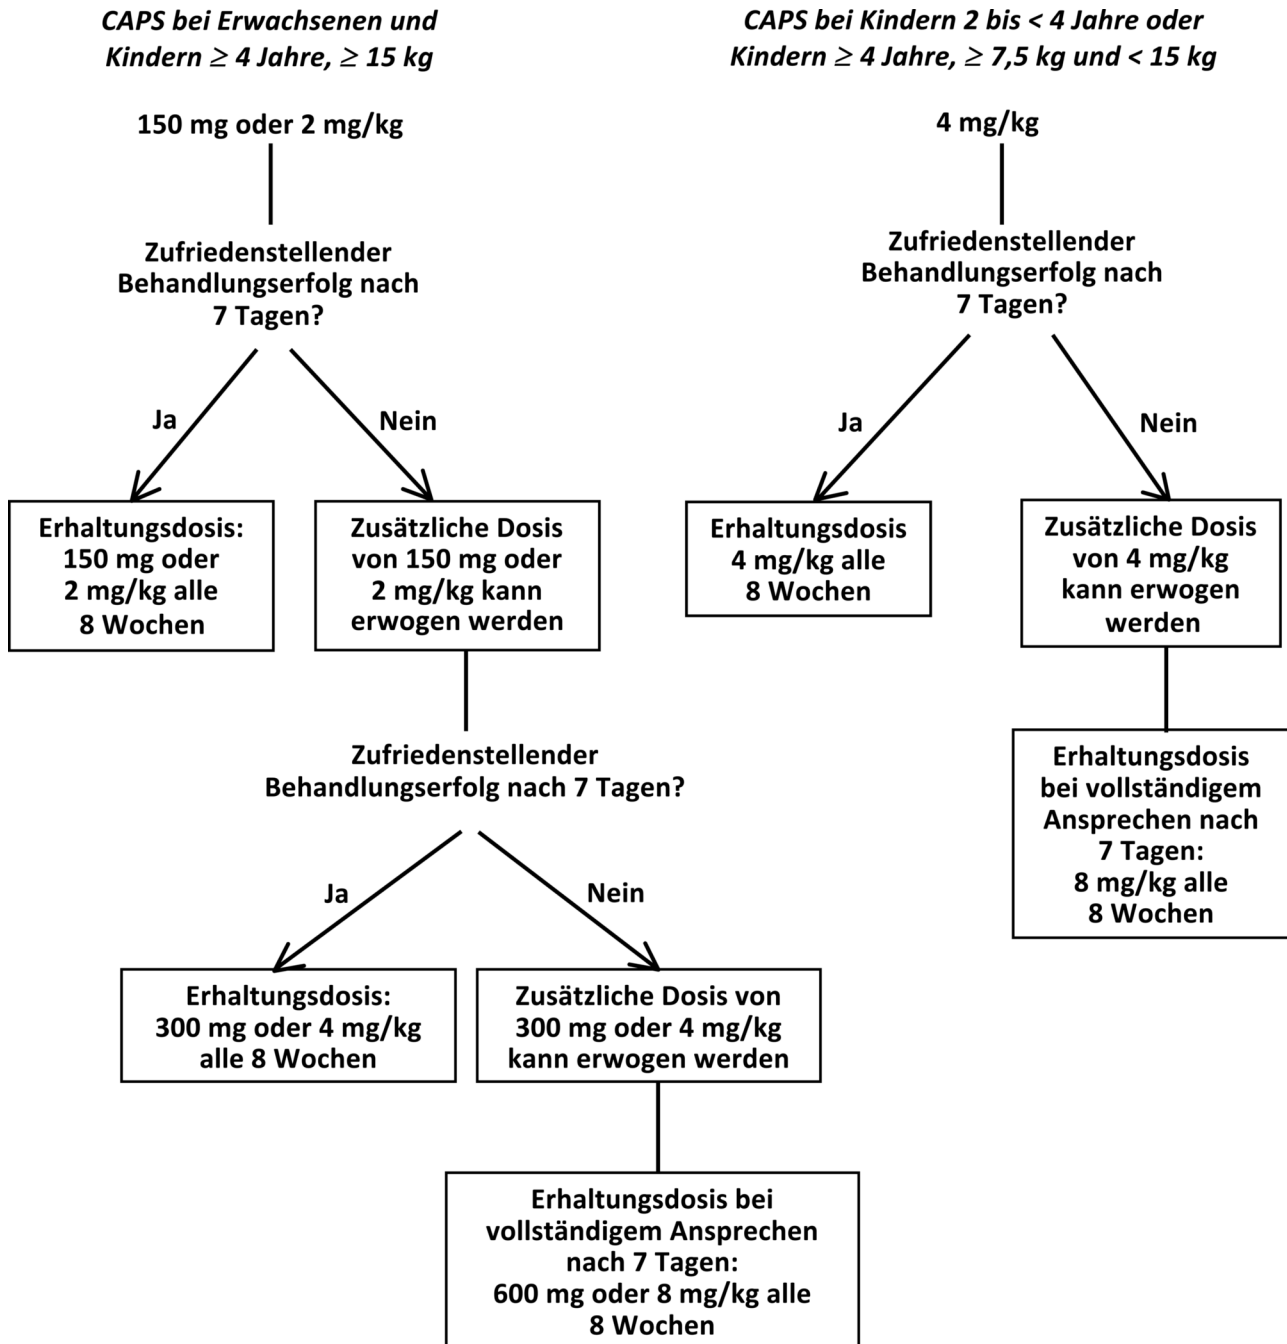 CAPS bei Erwachsenen und
Kindern ≥ 4 Jahre, ≥ 15 kg
150 mg oder 2 mg/kg
Zufriedenstellender
Behandlungserfolg nach
7 Tagen?
Ja
Nein
Erhaltungsdosis:
150 mg oder
2 mg/kg alle
8 Wochen
Zusätzliche Dosis
von 150 mg oder
2 mg/kg kann
erwogen werden
Zufriedenstellender
Behandlungserfolg nach 7 Tagen?
Ja
Nein
Erhaltungsdosis:
300 mg oder 4 mg/kg
alle 8 Wochen
Zusätzliche Dosis von
300 mg oder 4 mg/kg
kann erwogen werden
Erhaltungsdosis bei
vollständigem Ansprechen
nach 7 Tagen:
600 mg oder 8 mg/kg alle
8 Wochen
CAPS bei Kindern 2 bis < 4 Jahre oder
Kindern ≥ 4 Jahre, ≥ 7,5 kg und < 15 kg
4 mg/kg
Zufriedenstellender
Behandlungserfolg nach
7 Tagen?
Ja
Nein
Erhaltungsdosis
4 mg/kg alle
8 Wochen
Zusätzliche Dosis
von 4 mg/kg
kann erwogen
werden
Erhaltungsdosis
bei vollständigem
Ansprechen nach
7 Tagen:
8 mg/kg alle
8 Wochen